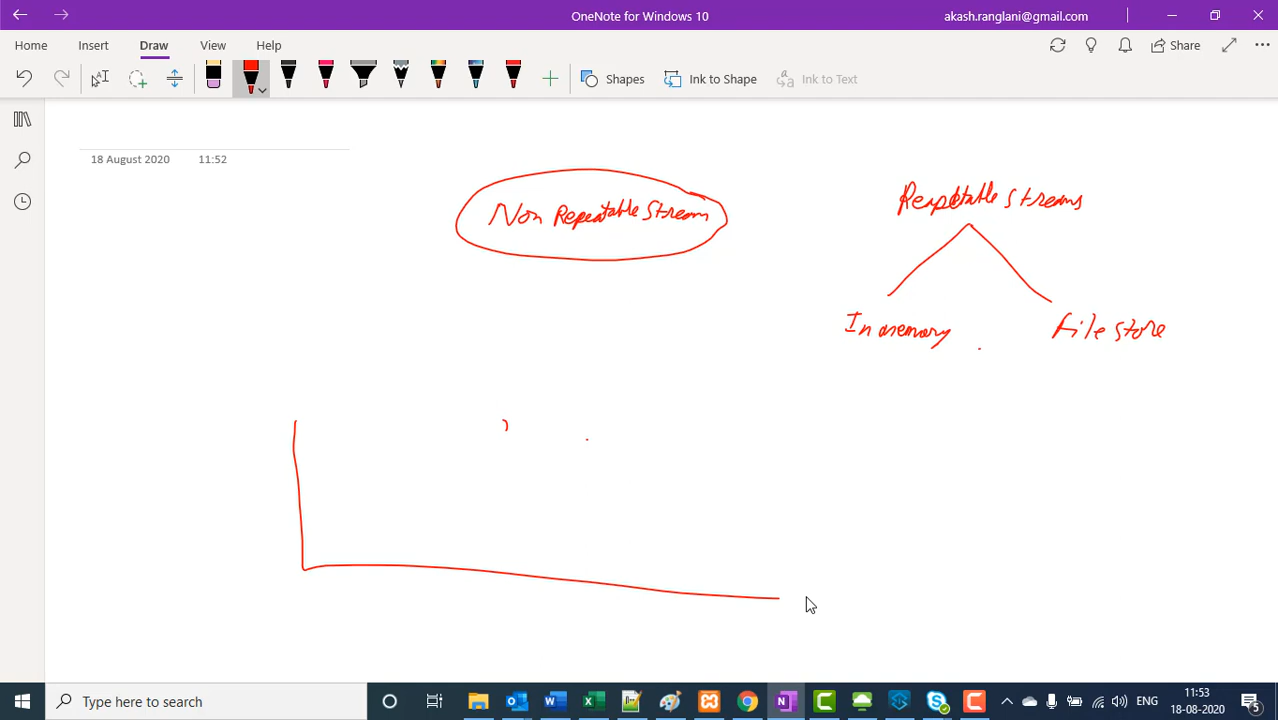 OneNote for Windows 10
akash.ranglani@gmail.com
Home Insert Draw View Help
Share
Shapes
Ink to Shape
Ink to Text
18 August 2020 11:52
Non Repeatable Stream
Reapetable Streams
In memory
File Store
Type here to search
ENG
11:53
18-08-2020
5